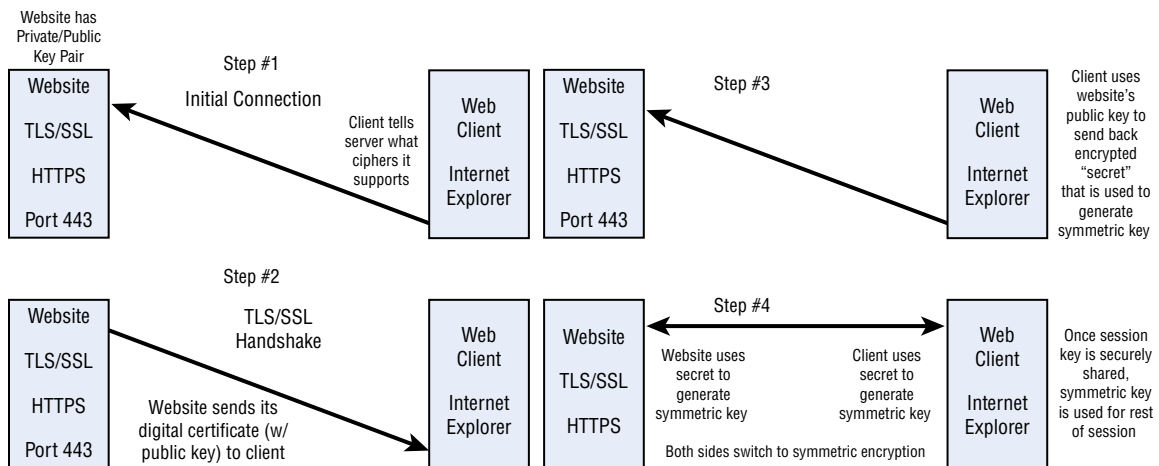 Website has
Private/Public
Key Pair
Website
TLS/SSL
HTTPS
Port 443
Step #1
Initial Connection
Client tells
server what
ciphers it
supports
Web
Client
Internet
Explorer
Website
TLS/SSL
HTTPS
Port 443
Step #3
Web
Client
Internet
Explorer
Client uses
website's
public key to
send back
encrypted
“secret”
that is used to
generate
symmetric key
Website
TLS/SSL
HTTPS
Port 443
Step #2
TLS/SSL
Handshake
Website sends its
digital certificate (w/
public key) to client
Web
Client
Internet
Explorer
Website
TLS/SSL
HTTPS
Step #4
Website uses
secret to
generate
symmetric key
Client uses
secret to
generate
symmetric key
Both sides switch to symmetric encryption
Web
Client
Internet
Explorer
Once session
key is securely
shared,
symmetric key
is used for rest
of session